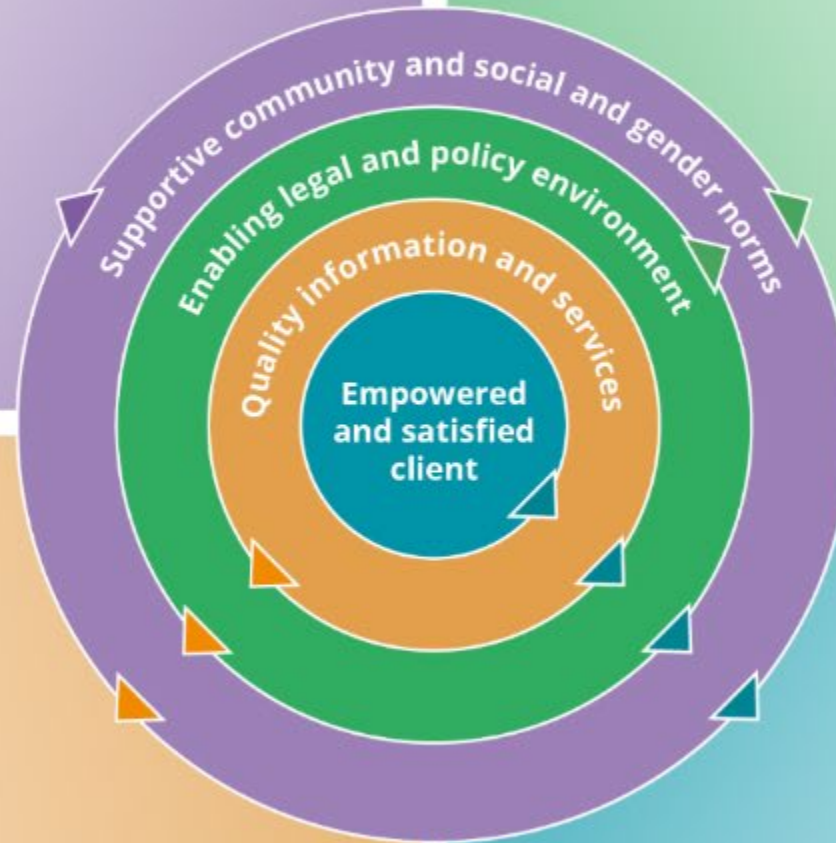 Supportive community and social and gender norms
Enabling legal and policy environment
Quality information and services
Empowered
and satisfied
client